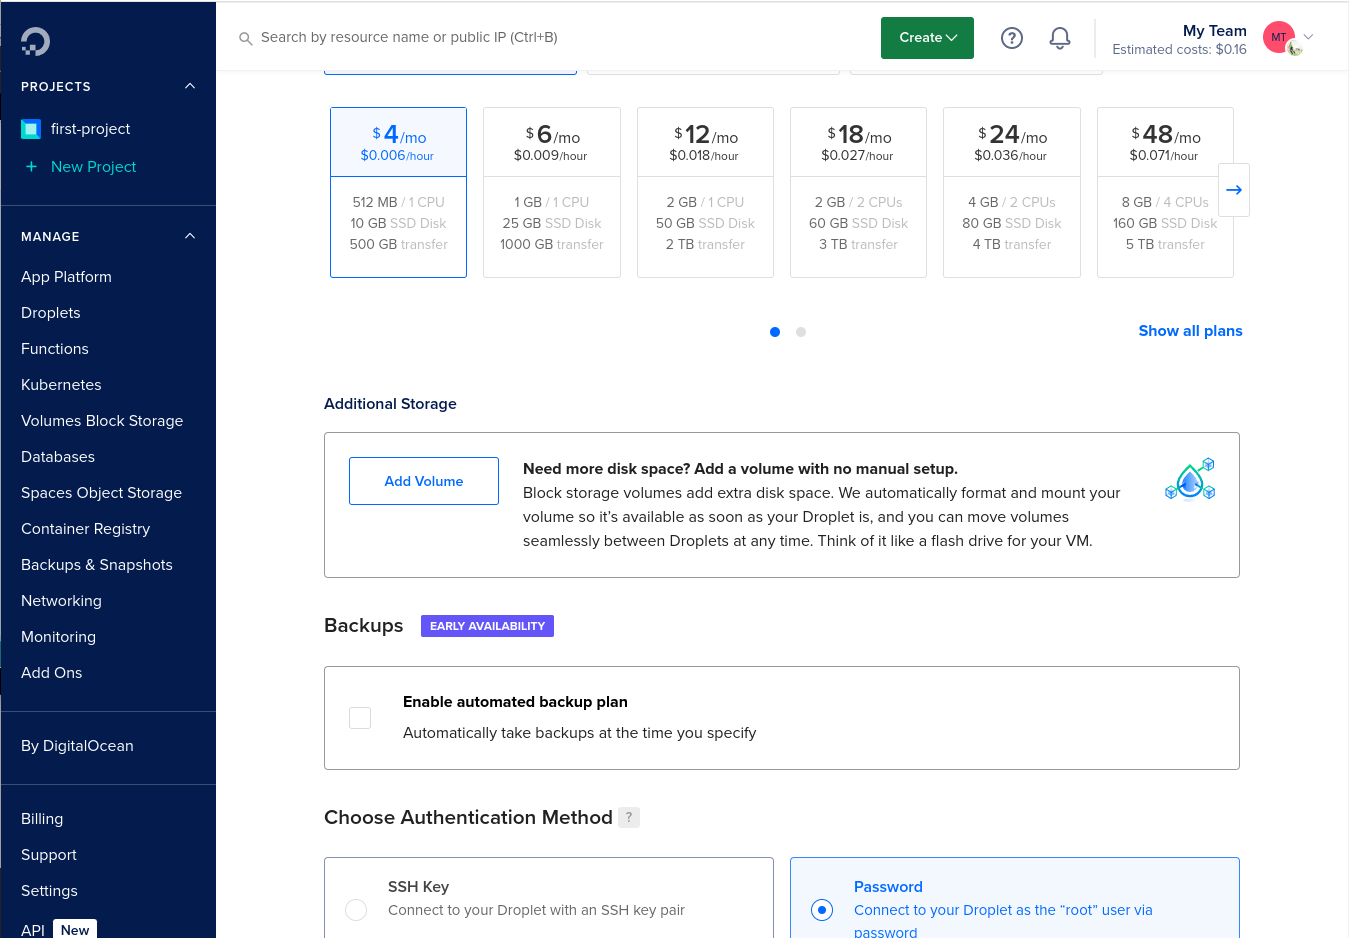 PROJECTS
first-project
+ New Project
MANAGE
App Platform
Droplets
Functions
Kubernetes
Volumes Block Storage
Databases
Spaces Object Storage
Container Registry
Backups & Snapshots
Networking
Monitoring
Add Ons
By DigitalOcean
Billing
Support
Settings
API New
Search by resource name or public IP (Ctrl+B)
Create
?
My Team
Estimated costs: $0.16
MT
$4/mo
$0.006/hour
512 MB / 1 CPU
10 GB SSD Disk
500 GB transfer
$6/mo
$0.009/hour
1 GB / 1 CPU
25 GB SSD Disk
1000 GB transfer
$12/mo
$0.018/hour
2 GB / 1 CPU
50 GB SSD Disk
2 TB transfer
$18/mo
$0.027/hour
2 GB / 2 CPUs
60 GB SSD Disk
3 TB transfer
$24/mo
$0.036/hour
4 GB / 2 CPUs
80 GB SSD Disk
4 TB transfer
$48/mo
$0.071/hour
8 GB / 4 CPUs
160 GB SSD Disk
5 TB transfer
→
Show all plans
Additional Storage
Add Volume
Need more disk space? Add a volume with no manual setup.
Block storage volumes add extra disk space. We automatically format and mount your
volume so it’s available as soon as your Droplet is, and you can move volumes
seamlessly between Droplets at any time. Think of it like a flash drive for your VM.
Backups EARLY AVAILABILITY
Enable automated backup plan
Automatically take backups at the time you specify
Choose Authentication Method ?
SSH Key
Connect to your Droplet with an SSH key pair
Password
Connect to your Droplet as the “root” user via
password